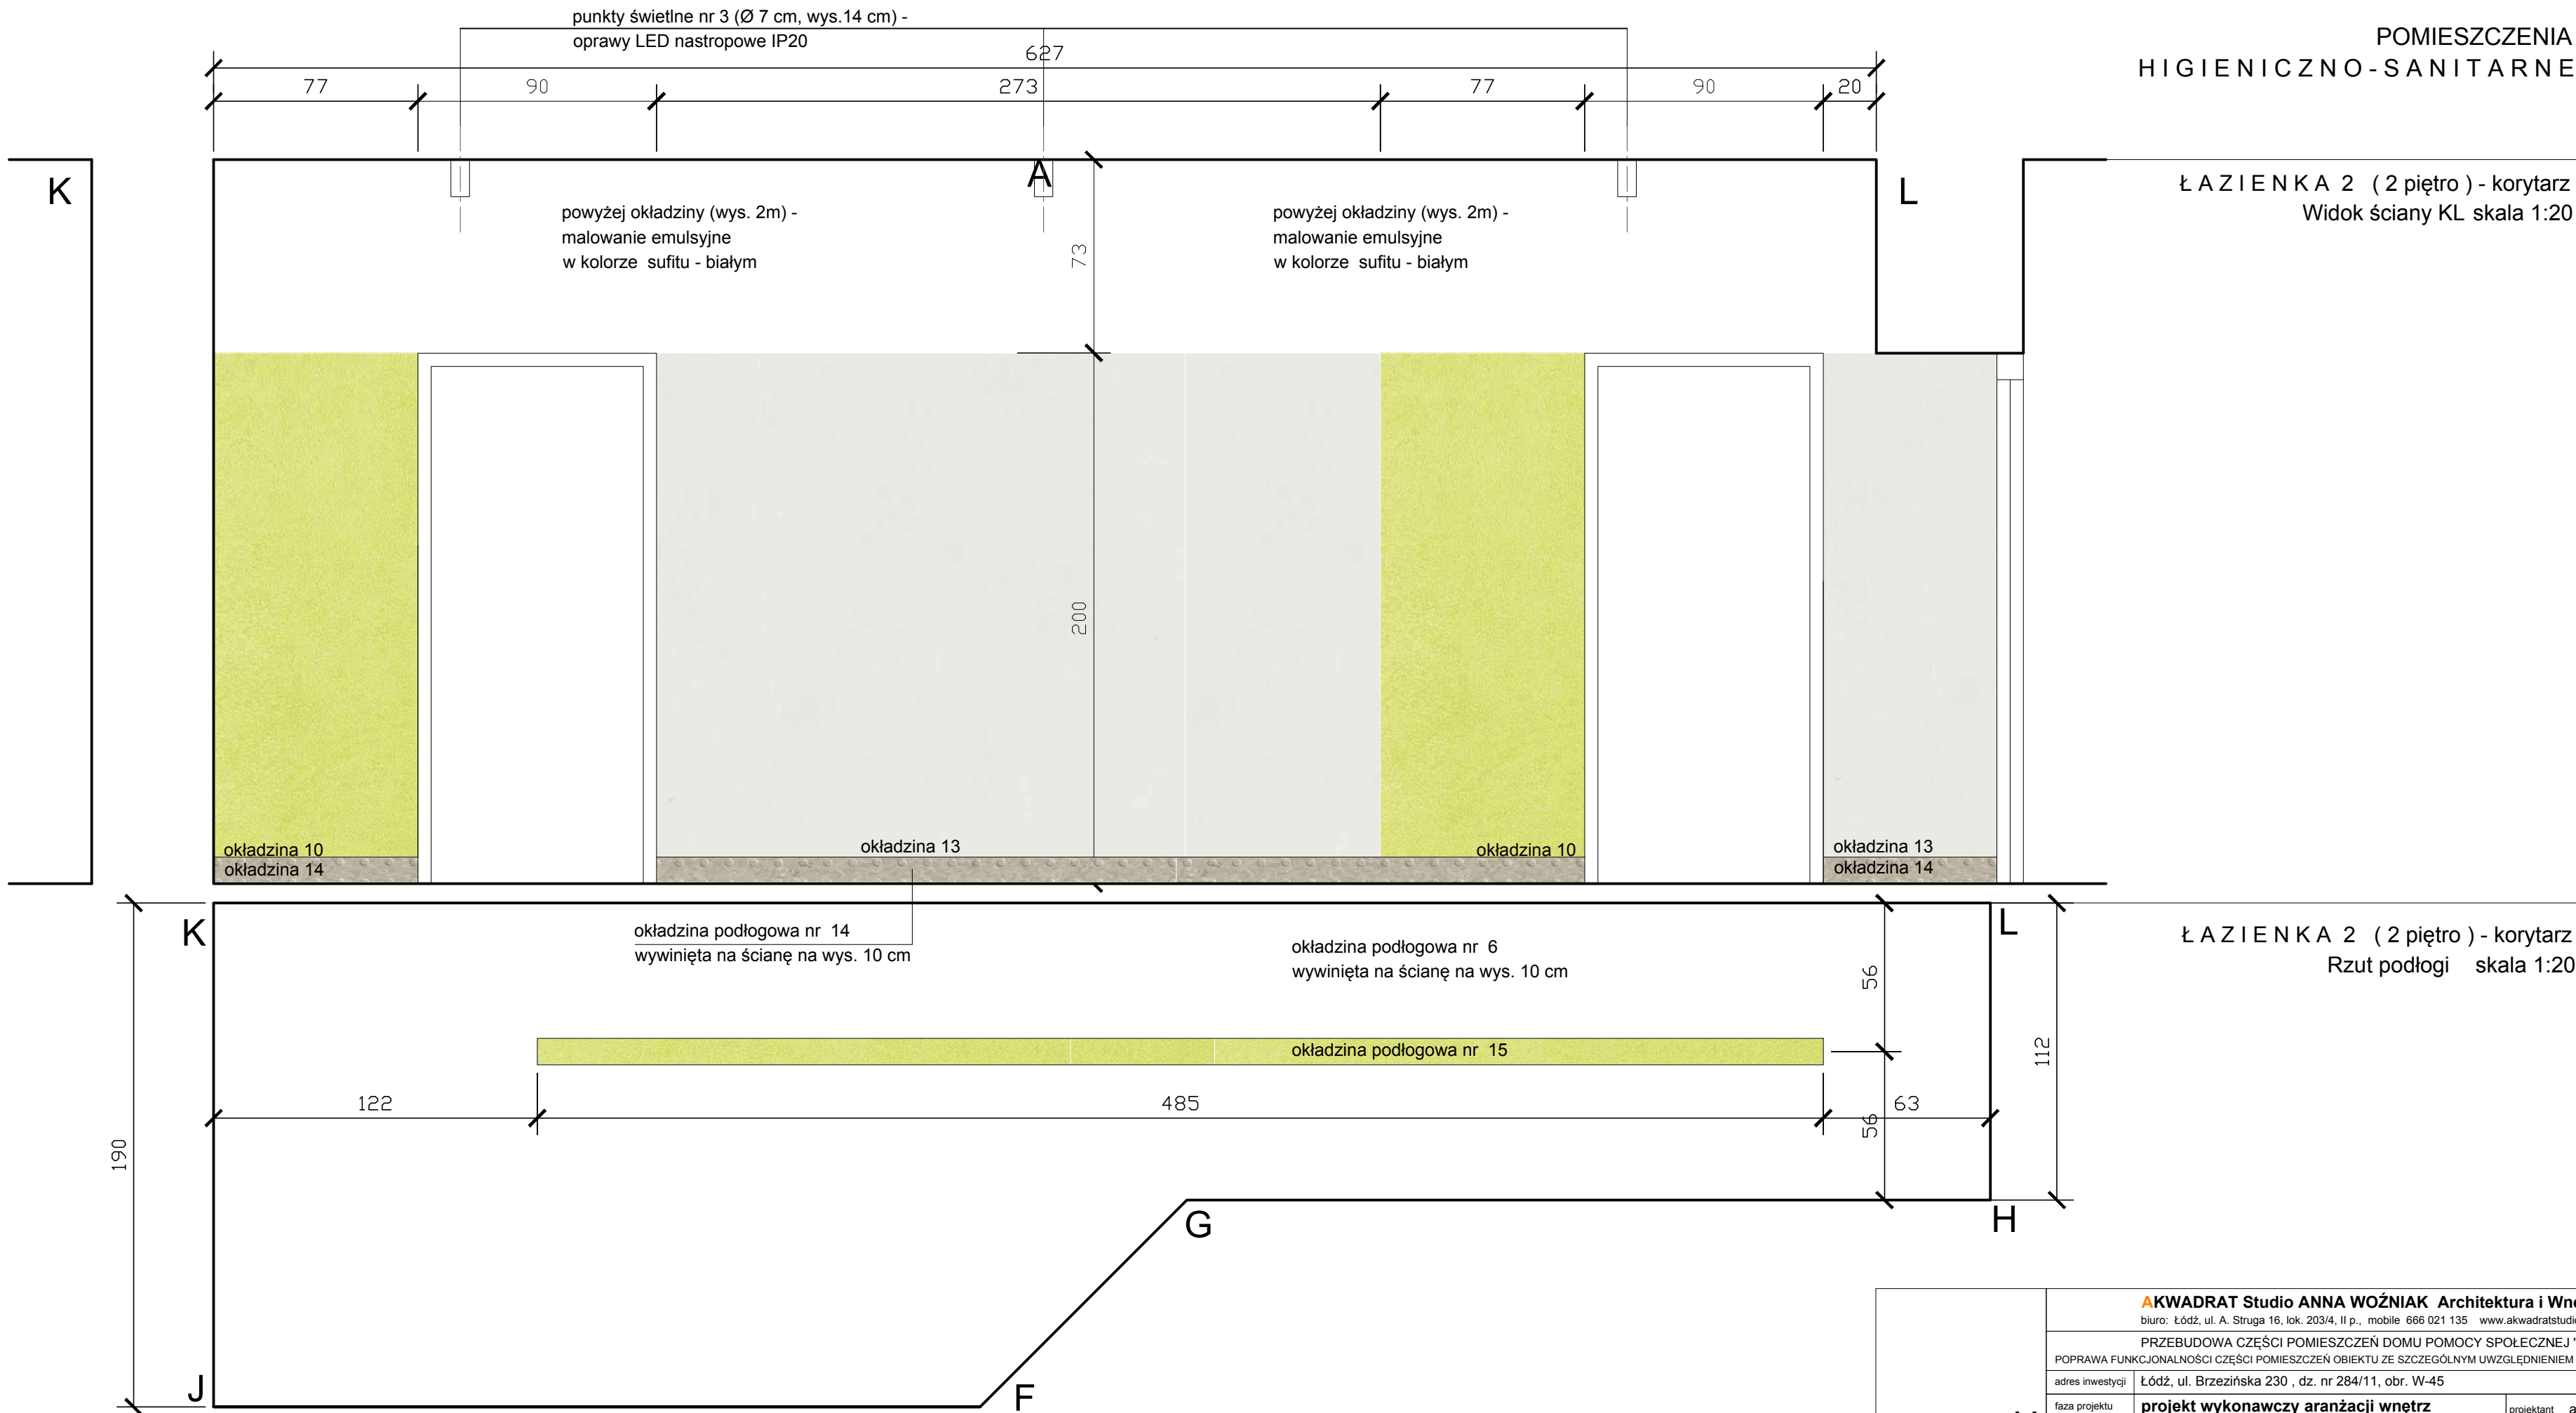 punkty świetlne nr 3 (Ø 7 cm, wys.14 cm) -
oprawy LED nastropowe IP20
627
77
90
273
77
90
20
POMIESZCZENIA
HIGIENICZNO-SANITARNE
K
A
L
powyżej okładziny (wys. 2m) -
malowanie emulsyjne
w kolorze sufitu - białym
73
powyżej okładziny (wys. 2m) -
malowanie emulsyjne
w kolorze sufitu - białym
ŁAZIENKA 2 ( 2 piętro ) - korytarz
Widok ściany KL skala 1:20
200
okładzina 10
okładzina 14
okładzina 13
okładzina 10
okładzina 13
okładzina 14
K
L
okładzina podłogowa nr 14
wywinięta na ścianę na wys. 10 cm
okładzina podłogowa nr 6
wywinięta na ścianę na wys. 10 cm
ŁAZIENKA 2 ( 2 piętro ) - korytarz
Rzut podłogi skala 1:20
56
okładzina podłogowa nr 15
112
122
485
63
56
190
G
H
J
F
AKWADRAT Studio ANNA WOŹNIAK Architektura i Wnę
biuro: Łódź, ul. A. Struga 16, lok. 203/4, II p., mobile 666 021 135 www.akwadratstudio
PRZEBUDOWA CZĘŚCI POMIESZCZEŃ DOMU POMOCY SPOŁECZNEJ "
POPRAWA FUNKCJONALNOŚCI CZĘŚCI POMIESZCZEŃ OBIEKTU ZE SZCZEGÓLNYM UWZGLĘDNIENIEM
adres inwestycji Łódź, ul. Brzezińska 230 , dz. nr 284/11, obr. W-45
faza projektu projekt wykonawczy aranżacji wnętrz projektant a